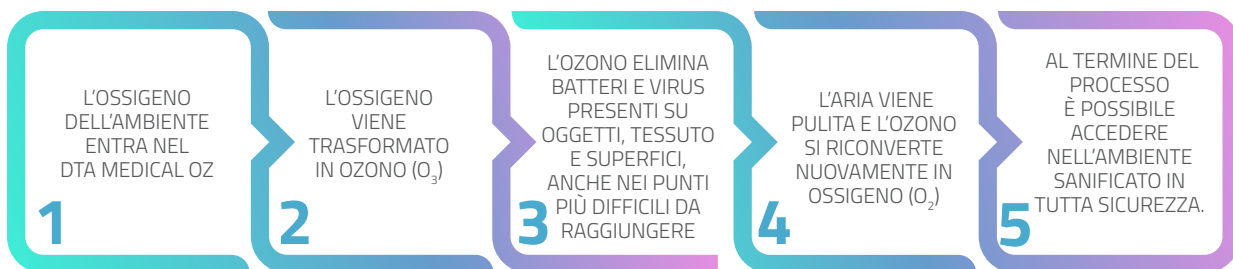 L'OSSIGENO
DELL'AMBIENTE
ENTRA NEL
DTA MEDICAL OZ
1
L'OSSIGENO
VIENE
TRASFORMATO
IN OZONO (O₃)
2
L'OZONO ELIMINA
BATTERI E VIRUS
PRESENTI SU
OGGETTI, TESSUTO
E SUPERFICI,
ANCHE NEI PUNTI
PIÙ DIFFICILI DA
RAGGIUNGERE
3
L'ARIA VIENE
PULITA E L'OZONO
SI RICONVERTE
NUOVAMENTE IN
OSSIGENO (O₂)
4
AL TERMINE DEL
PROCESSO
È POSSIBILE
ACCEDERE
NELL'AMBIENTE
SANIFICATO IN
TUTTA SICUREZZA.
5